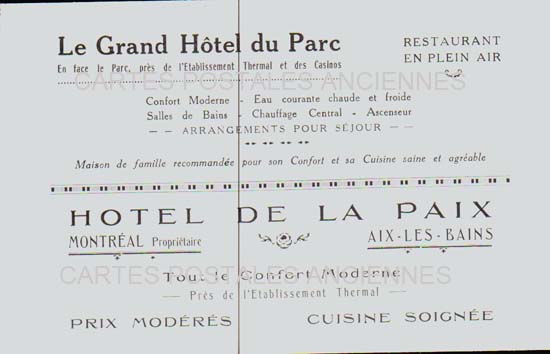 Le Grand Hôtel du Parc
RESTAURANT
EN PLEIN AIR
En face le Parc, près de l'Etablissement Thermal et des Casinos
CARTES POSTALES ANCIENNES
Confort Moderne - Eau courante chaude et froide
Salles de Bains - Chauffage Central - Ascenseur
— — ARRANGEMENTS POUR SÉJOUR — —
Maison de famille recommandée pour son Confort et sa Cuisine saine et agréable
HOTEL DE LA PAIX
MONTRÉAL Propriétaire
AIX-LES-BAINS
CARTES POSTALES ANCIENNES
Tout le Confort Moderne
— Près de l'Etablissement Thermal —
PRIX MODÉRÉS
CUISINE SOIGNÉE